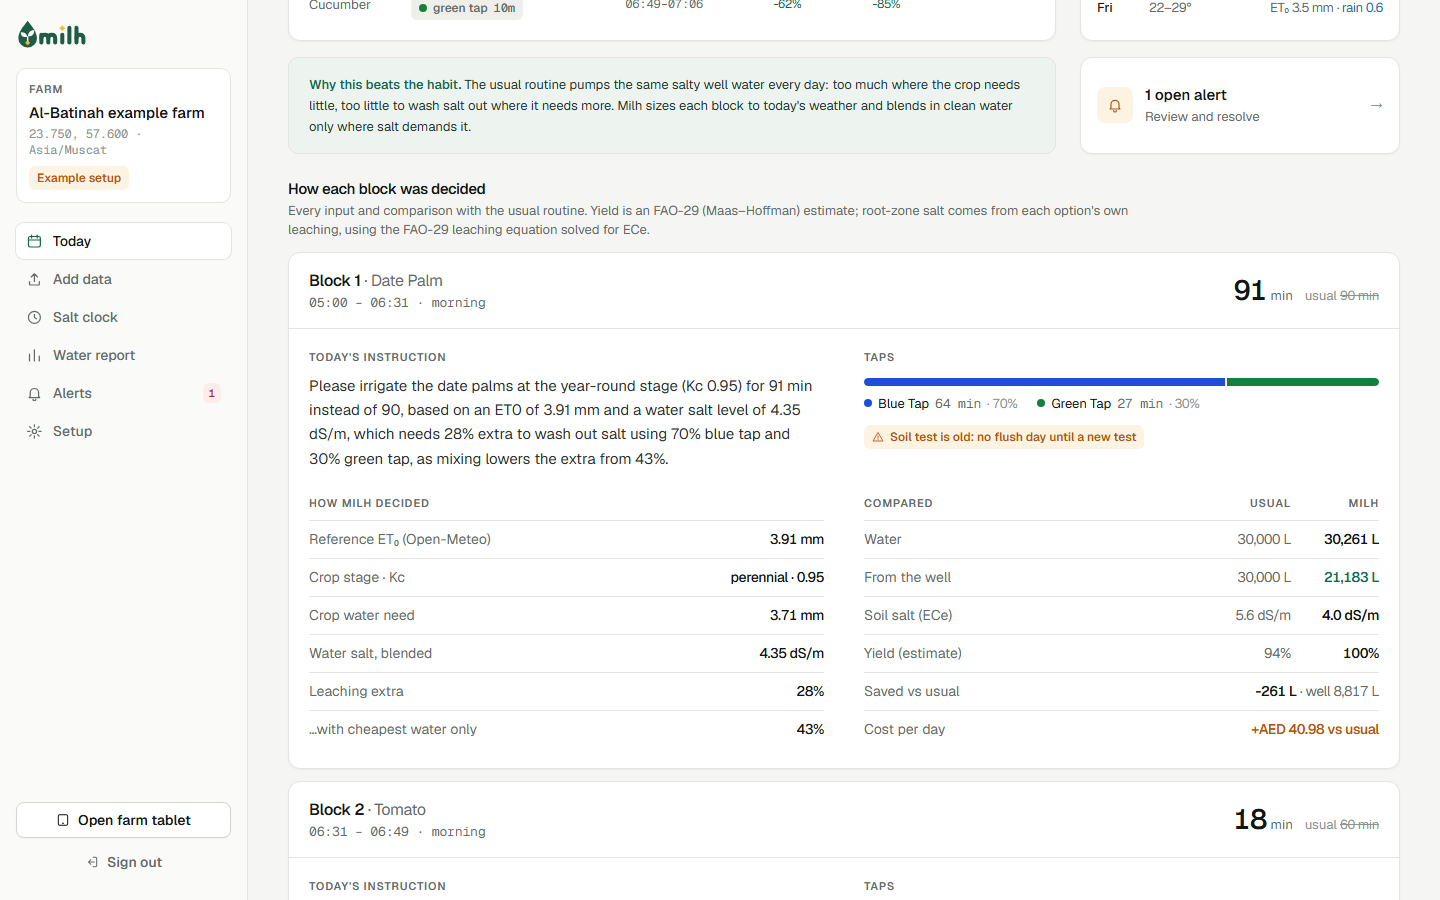 milh
FARM
Al-Batinah example farm
23.750, 57.600 ·
Asia/Muscat
Example setup
Today
Add data
Salt clock
Water report
Alerts 1
Setup
Open farm tablet
Sign out
Cucumber green tap 10m 06:49–07:06 -62% -85%
Fri 22–29° ET₀ 3.5 mm · rain 0.6
Why this beats the habit. The usual routine pumps the same salty well water every day: too much where the crop needs
little, too little to wash salt out where it needs more. Milh sizes each block to today's weather and blends in clean water
only where salt demands it.
1 open alert
Review and resolve
→
How each block was decided
Every input and comparison with the usual routine. Yield is an FAO-29 (Maas–Hoffman) estimate; root-zone salt comes from each option's own
leaching, using the FAO-29 leaching equation solved for ECe.
Block 1 · Date Palm
05:00 – 06:31 · morning
91 min usual 90 min
TODAY'S INSTRUCTION
Please irrigate the date palms at the year-round stage (Kc 0.95) for 91 min
instead of 90, based on an ET0 of 3.91 mm and a water salt level of 4.35
dS/m, which needs 28% extra to wash out salt using 70% blue tap and
30% green tap, as mixing lowers the extra from 43%.
TAPS
Blue Tap 64 min · 70% Green Tap 27 min · 30%
Soil test is old: no flush day until a new test
HOW MILH DECIDED
Reference ET₀ (Open-Meteo) 3.91 mm
Crop stage · Kc perennial · 0.95
Crop water need 3.71 mm
Water salt, blended 4.35 dS/m
Leaching extra 28%
…with cheapest water only 43%
COMPARED USUAL MILH
Water 30,000 L 30,261 L
From the well 30,000 L 21,183 L
Soil salt (ECe) 5.6 dS/m 4.0 dS/m
Yield (estimate) 94% 100%
Saved vs usual -261 L · well 8,817 L
Cost per day +AED 40.98 vs usual
Block 2 · Tomato
06:31 – 06:49 · morning
18 min usual 60 min
TODAY'S INSTRUCTION
TAPS